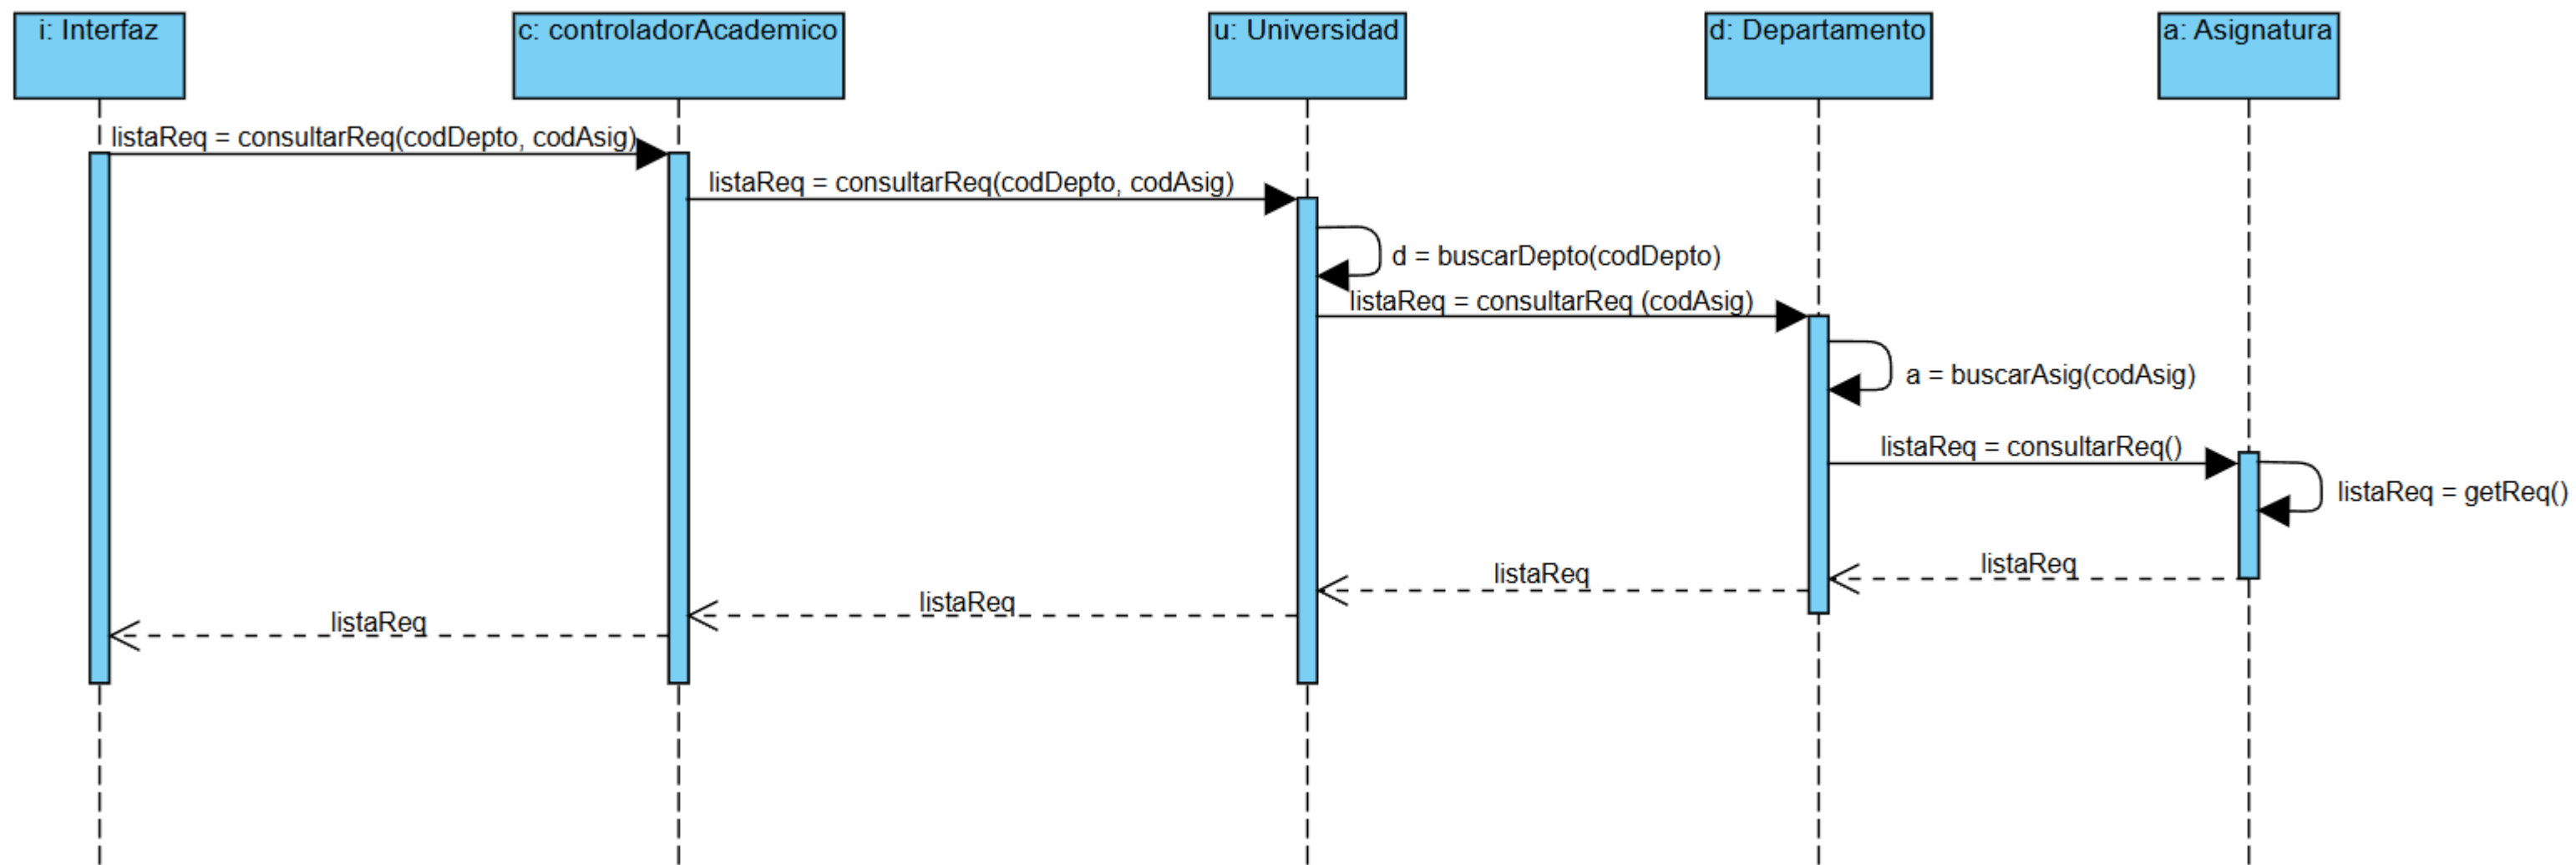 i: Interfaz
c: controladorAcademico
u: Universidad
d: Departamento
a: Asignatura
listaReq = consultarReq(codDepto, codAsig)
listaReq = consultarReq(codDepto, codAsig)
d = buscarDepto(codDepto)
listaReq = consultarReq (codAsig)
a = buscarAsig(codAsig)
listaReq = consultarReq()
listaReq = getReq()
listaReq
listaReq
listaReq
listaReq